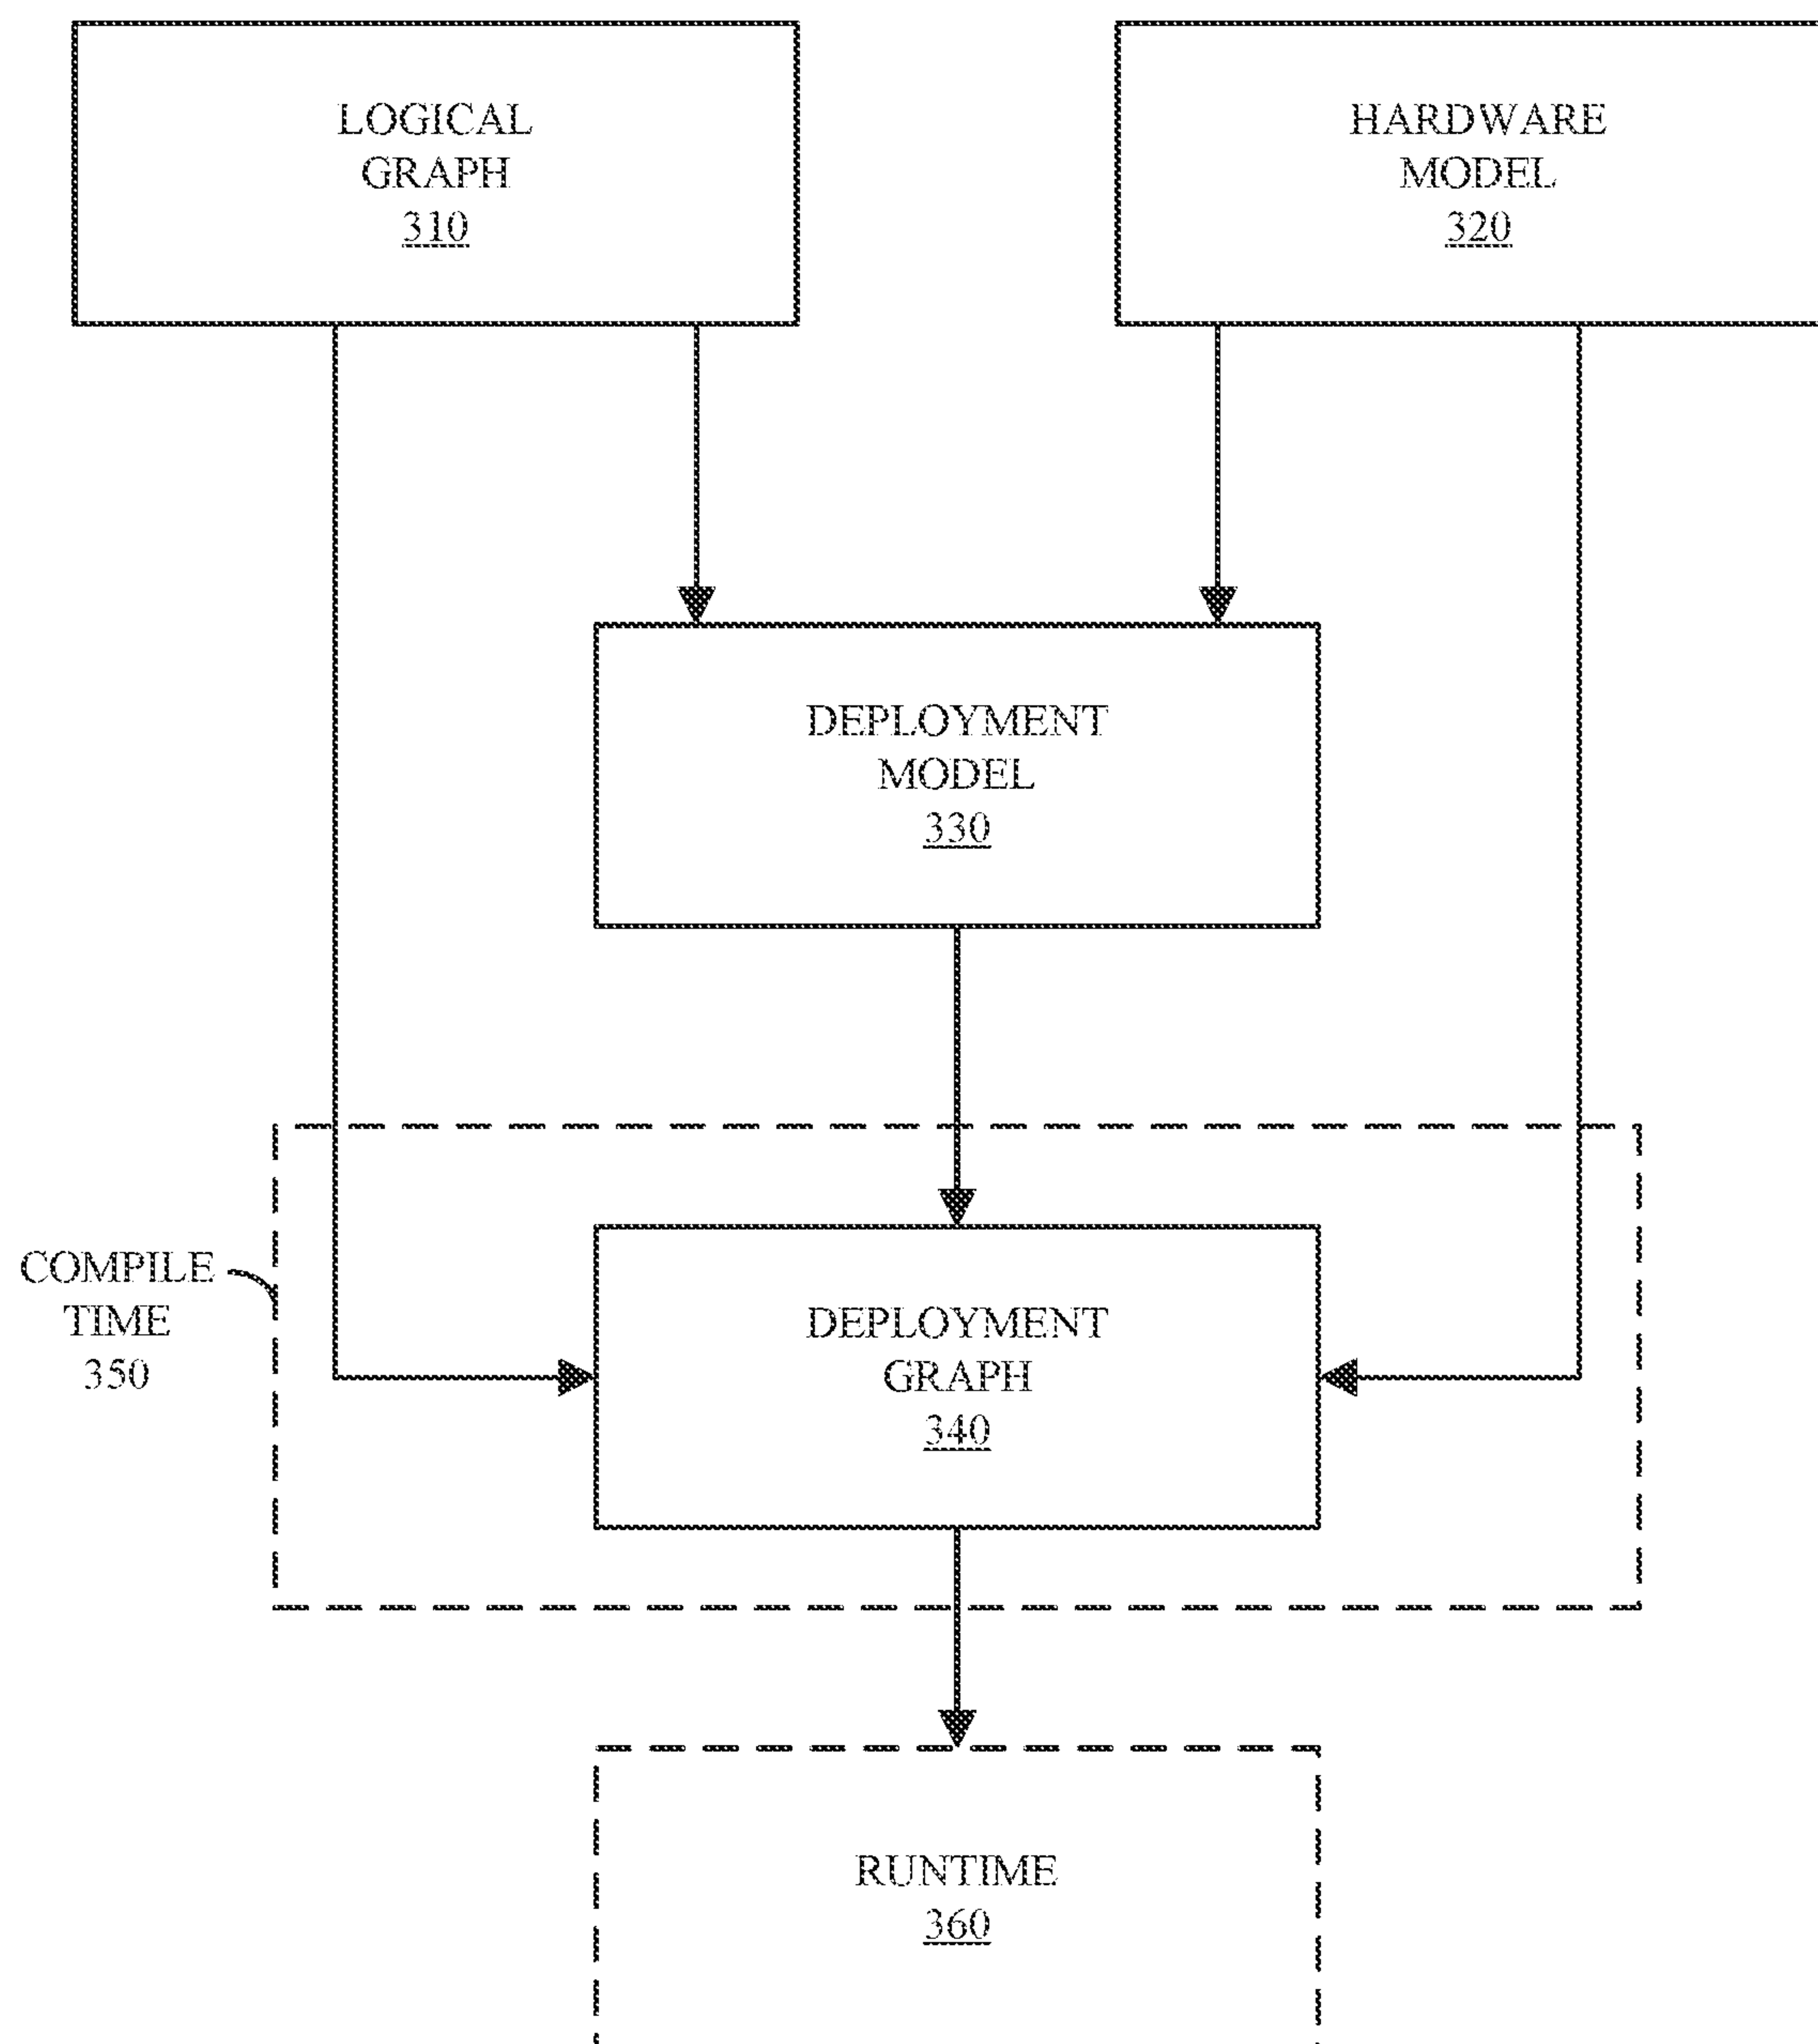 LOGICAL
GRAPH
310
HARDWARE
MODEL
320
DEPLOYMENT
MODEL
330
COMPILE
TIME
350
DEPLOYMENT
GRAPH
340
RUNTIME
360